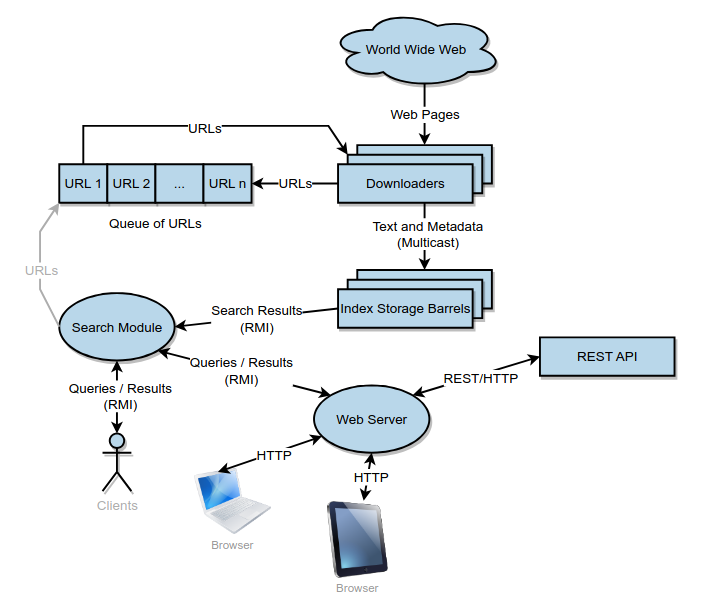 World Wide Web
Web Pages
URLs
URL 1 URL 2 ... URL n
URLs
Downloaders
Queue of URLs
Text and Metadata
(Multicast)
URLs
Search Results
(RMI)
Index Storage Barrels
Search Module
Queries / Results
(RMI)
REST API
REST/HTTP
Queries / Results
(RMI)
Web Server
HTTP
HTTP
Clients
Browser
Browser